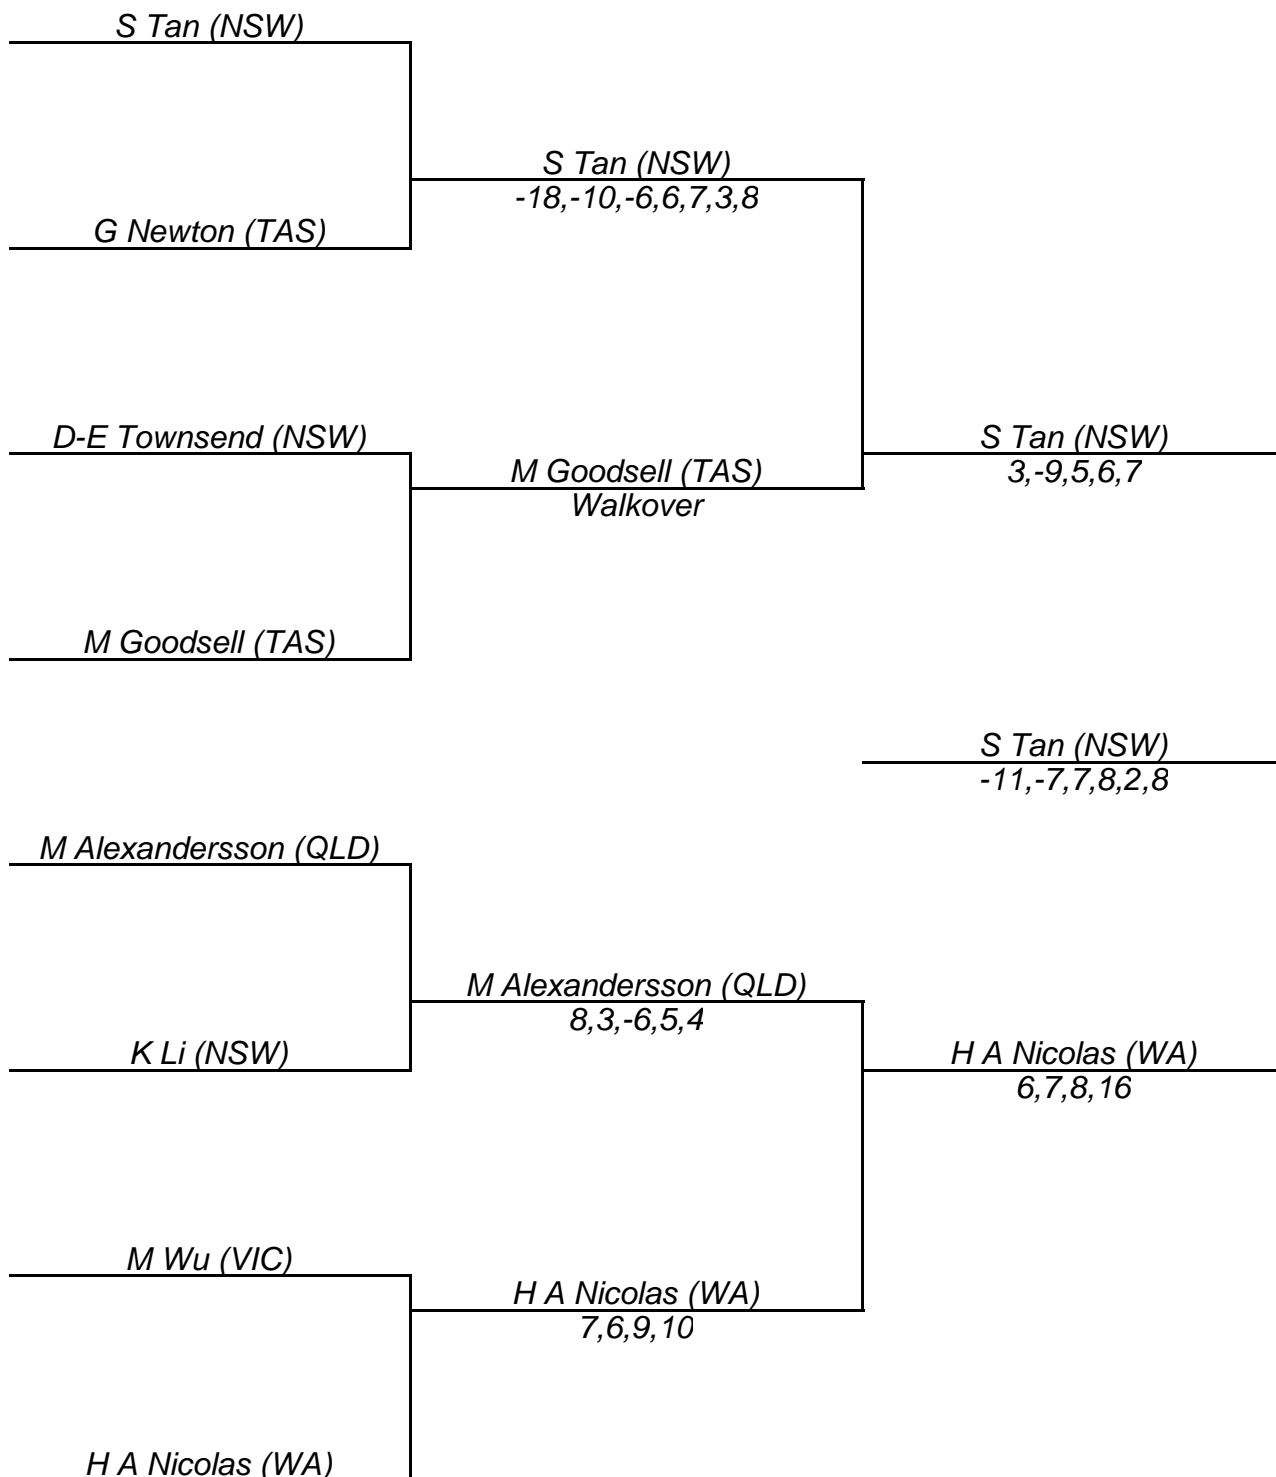 S Tan (NSW)
S Tan (NSW)
-18,-10,-6,6,7,3,8
G Newton (TAS)
D-E Townsend (NSW)
S Tan (NSW)
3,-9,5,6,7
M Goodsell (TAS)
Walkover
M Goodsell (TAS)
S Tan (NSW)
-11,-7,7,8,2,8
M Alexandersson (QLD)
M Alexandersson (QLD)
8,3,-6,5,4
K Li (NSW)
H A Nicolas (WA)
6,7,8,16
M Wu (VIC)
H A Nicolas (WA)
7,6,9,10
H A Nicolas (WA)